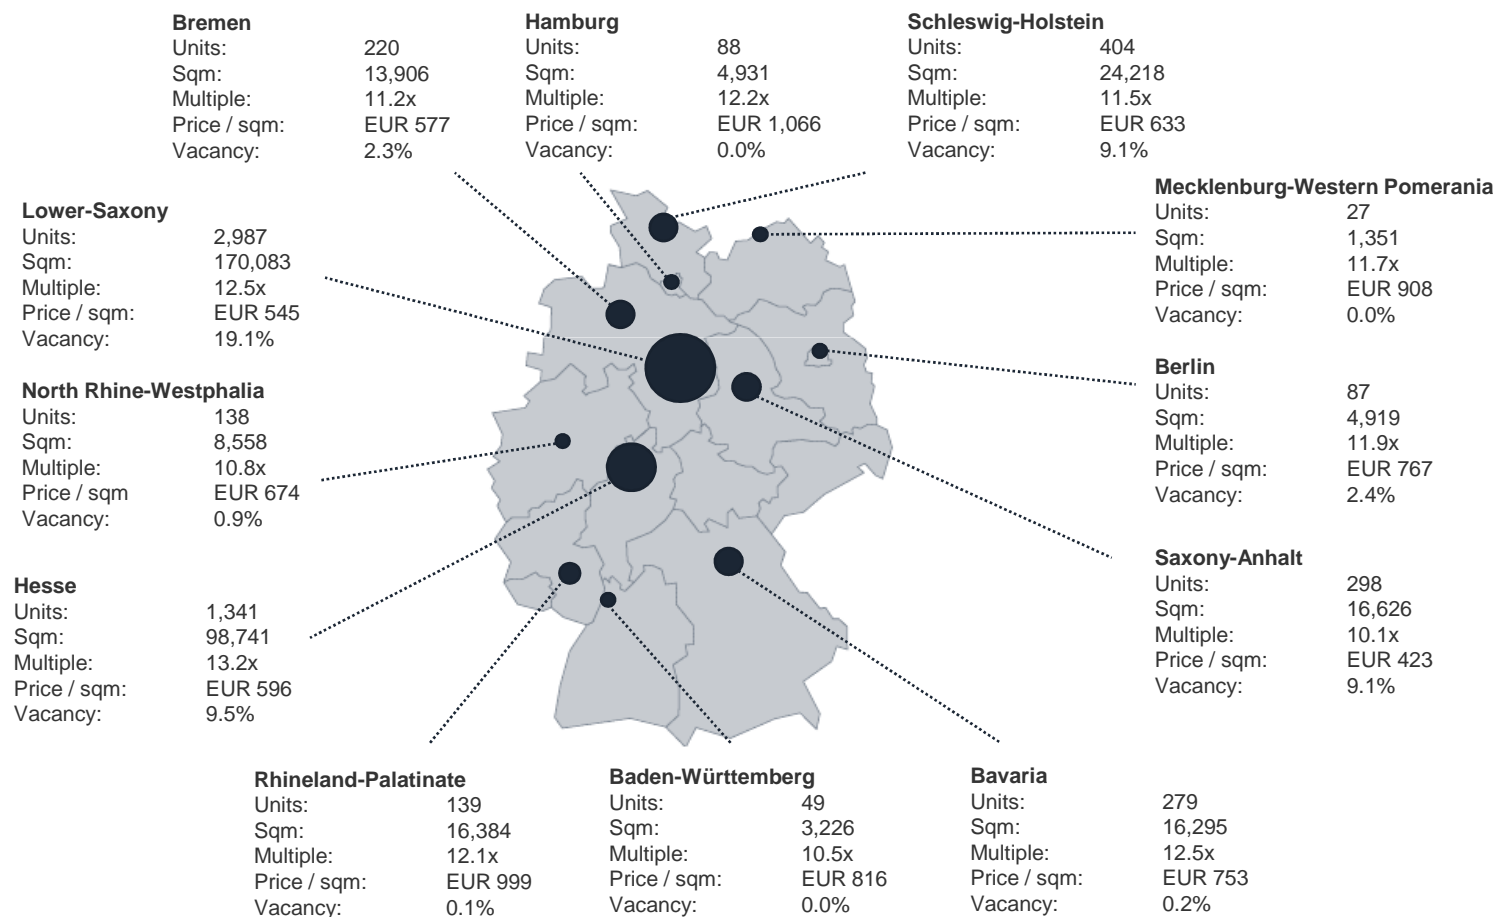 Bremen
Units: 220
Sqm: 13,906
Multiple: 11.2x
Price / sqm: EUR 577
Vacancy: 2.3%
Hamburg
Units: 88
Sqm: 4,931
Multiple: 12.2x
Price / sqm: EUR 1,066
Vacancy: 0.0%
Schleswig-Holstein
Units: 404
Sqm: 24,218
Multiple: 11.5x
Price / sqm: EUR 633
Vacancy: 9.1%
Mecklenburg-Western Pomerania
Units: 27
Sqm: 1,351
Multiple: 11.7x
Price / sqm: EUR 908
Vacancy: 0.0%
Lower-Saxony
Units: 2,987
Sqm: 170,083
Multiple: 12.5x
Price / sqm: EUR 545
Vacancy: 19.1%
Berlin
Units: 87
Sqm: 4,919
Multiple: 11.9x
Price / sqm: EUR 767
Vacancy: 2.4%
North Rhine-Westphalia
Units: 138
Sqm: 8,558
Multiple: 10.8x
Price / sqm EUR 674
Vacancy: 0.9%
Saxony-Anhalt
Units: 298
Sqm: 16,626
Multiple: 10.1x
Price / sqm: EUR 423
Vacancy: 9.1%
Hesse
Units: 1,341
Sqm: 98,741
Multiple: 13.2x
Price / sqm: EUR 596
Vacancy: 9.5%
Rhineland-Palatinate
Units: 139
Sqm: 16,384
Multiple: 12.1x
Price / sqm: EUR 999
Vacancy: 0.1%
Baden-Württemberg
Units: 49
Sqm: 3,226
Multiple: 10.5x
Price / sqm: EUR 816
Vacancy: 0.0%
Bavaria
Units: 279
Sqm: 16,295
Multiple: 12.5x
Price / sqm: EUR 753
Vacancy: 0.2%